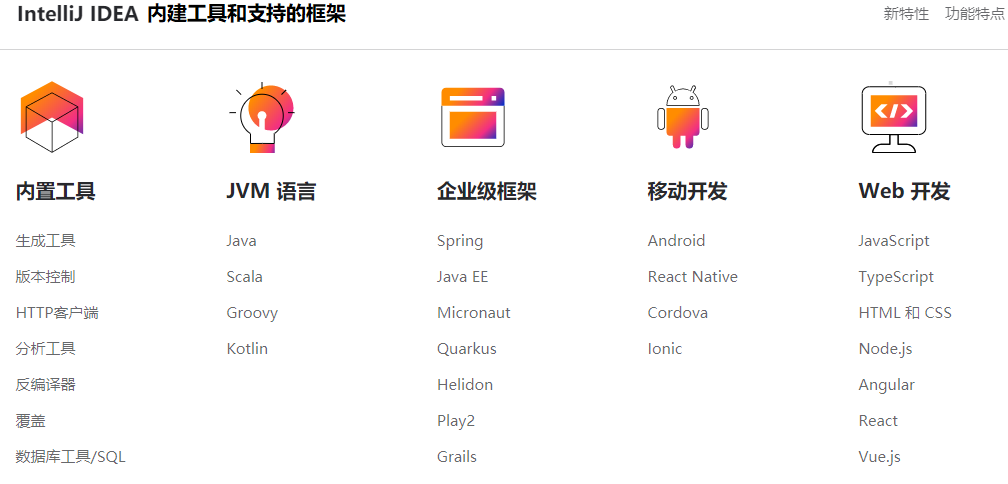 IntelliJ IDEA 内建工具和支持的框架
新特性 功能特点
内置工具
生成工具
版本控制
HTTP客户端
分析工具
反编译器
覆盖
数据库工具/SQL
JVM 语言
Java
Scala
Groovy
Kotlin
企业级框架
Spring
Java EE
Micronaut
Quarkus
Helidon
Play2
Grails
移动开发
Android
React Native
Cordova
Ionic
Web 开发
JavaScript
TypeScript
HTML 和 CSS
Node.js
Angular
React
Vue.js